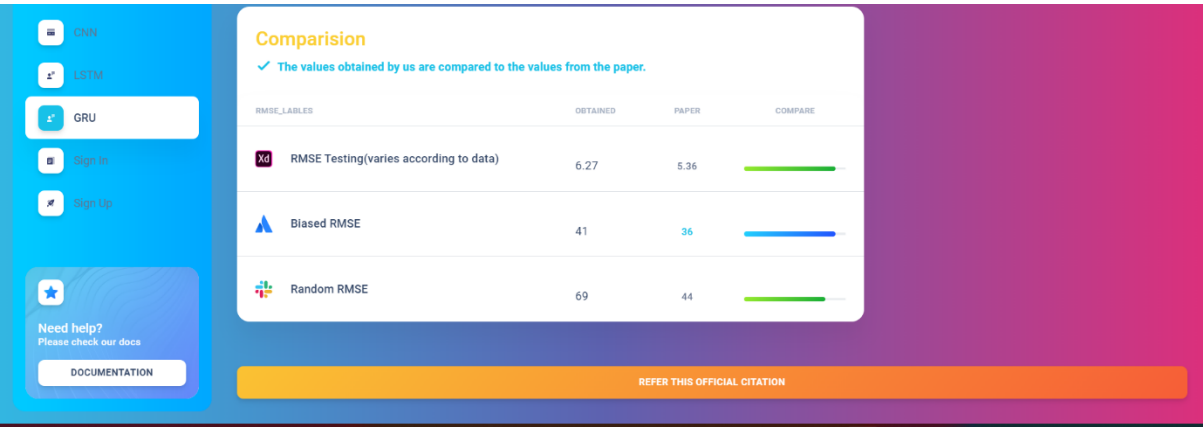 CNN
LSTM
GRU
Sign In
Sign Up
Need help?
Please check our docs
DOCUMENTATION
Comparision
The values obtained by us are compared to the values from the paper.
RMSE_LABLES OBTAINED PAPER COMPARE
Xd RMSE Testing(varies according to data) 6.27 5.36
Biased RMSE 41 36
Random RMSE 69 44
REFER THIS OFFICIAL CITATION